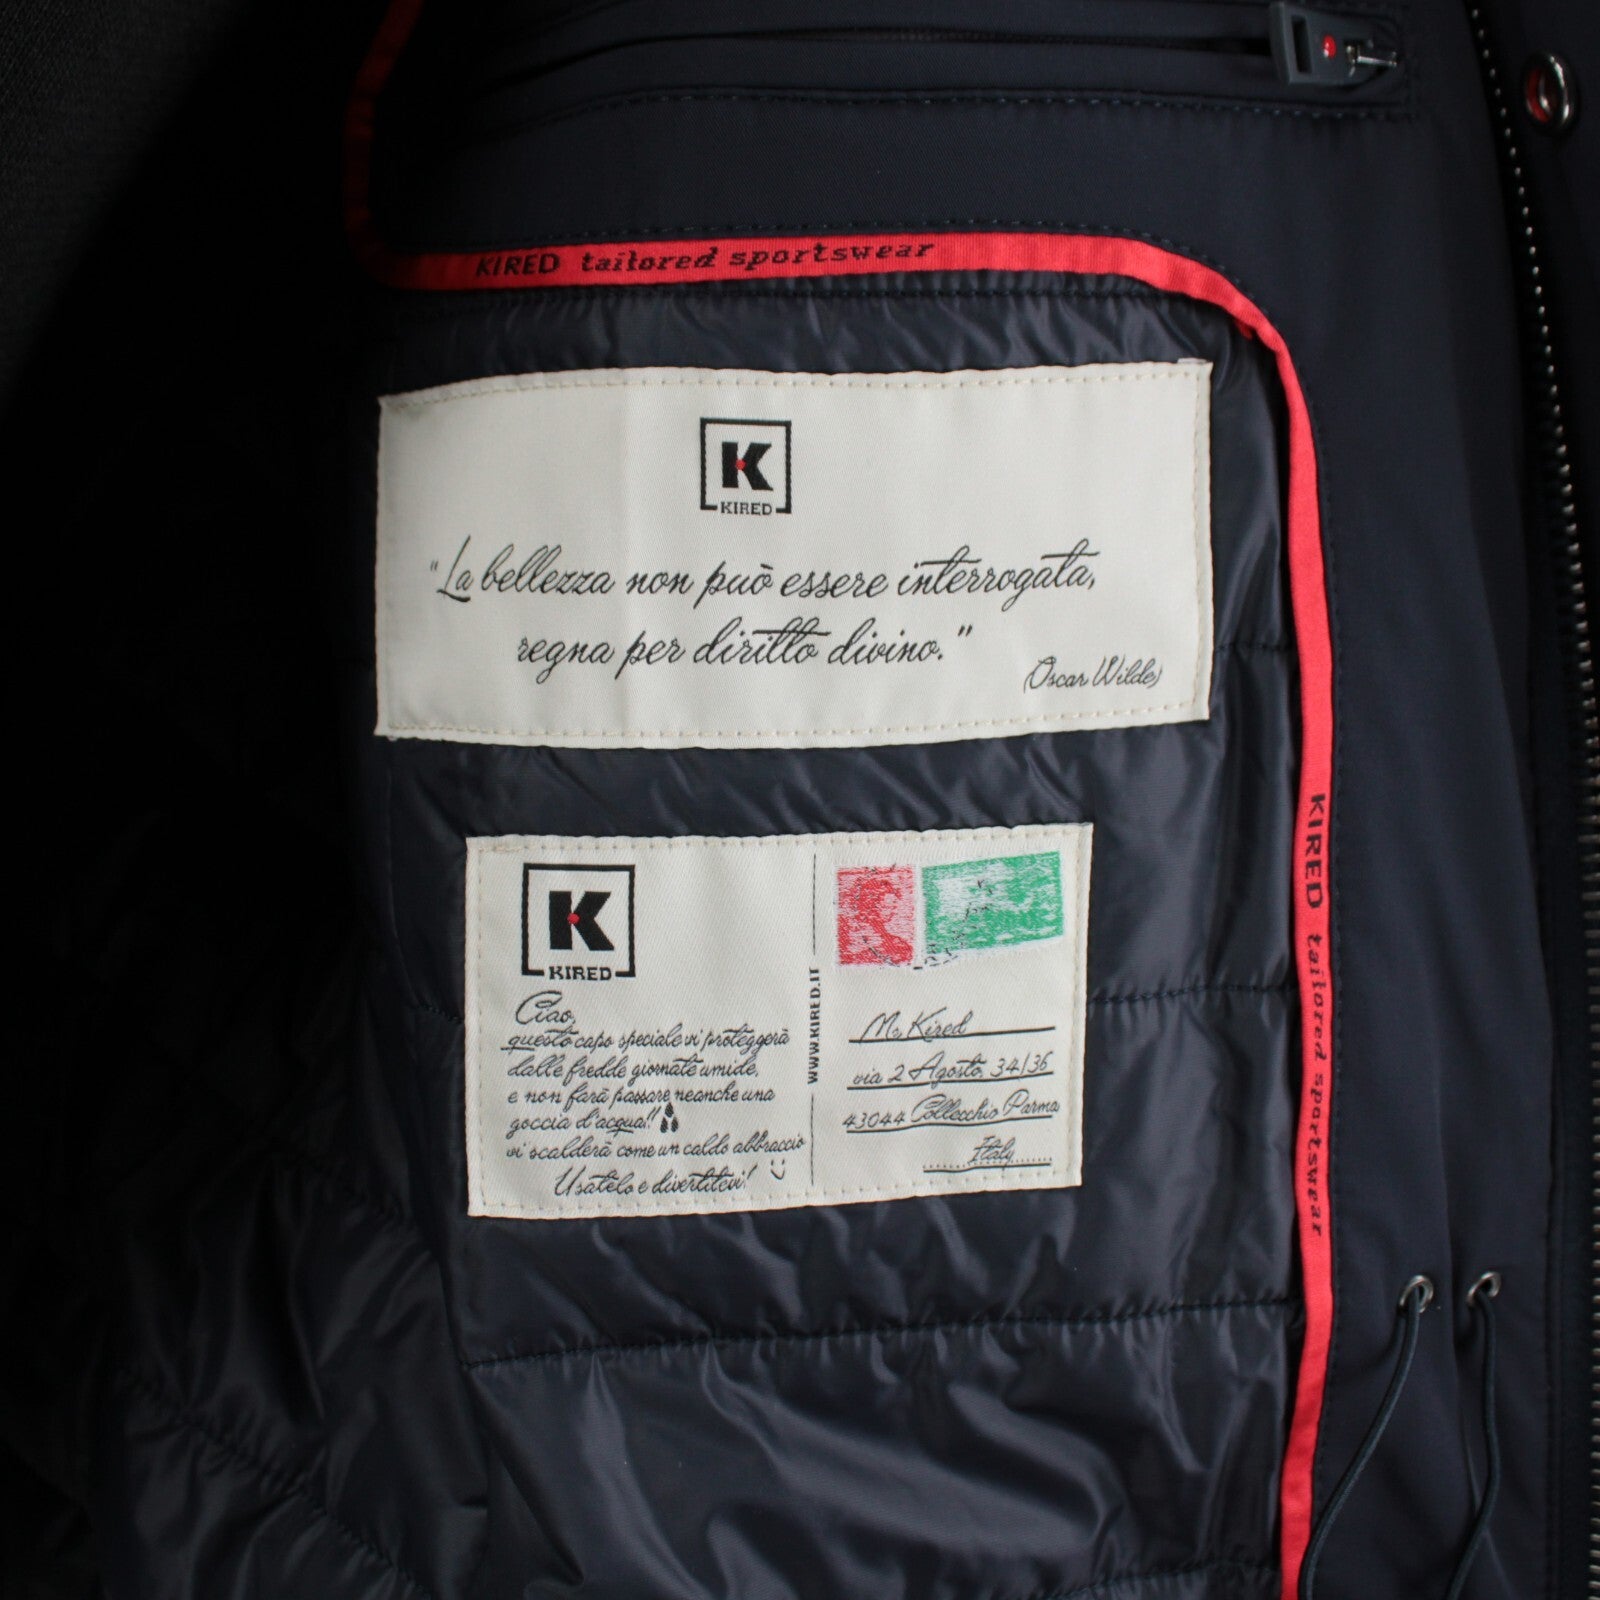 KIRED tailored sportswear
K
KIRED
"La bellezza non può essere interrogata,
regna per diritto divino."
(Oscar Wilde)
K
KIRED
Ciao,
questo capo speciale vi proteggerà
dalle fredde giornate umide,
e non farà passare neanche una
goccia d'acqua!!
vi scalderà come un caldo abbraccio
Usatelo e divertitevi!
WWW.KIRED.IT
Mr Kired
via 2 Agosto, 34/36
43044 Collecchio Parma
Italy
KIRED tailored sportswear